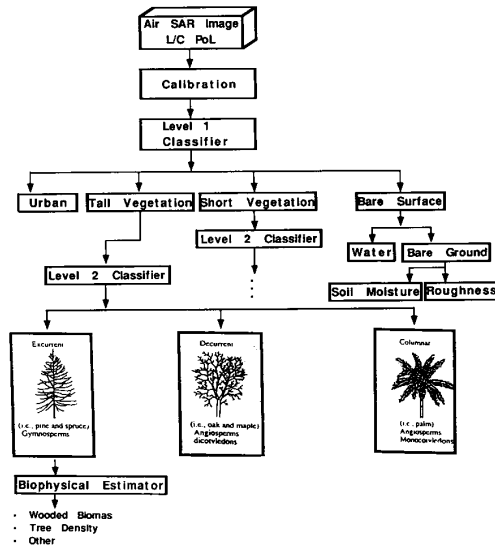 Air SAR Image
L/C PoL
Calibration
Level 1
Classifier
Urban
Tall Vegetation
Short Vegetation
Bare Surface
Level 2 Classifier
Water
Bare Ground
Level 2 Classifier
Soil Moisture
Roughness
Excurrent
(i.e., pine and spruce)
Gymnosperms
Decurrent
(i.e., oak and maple)
Angiosperms
dicotyledons
Columnar
(i.e., palm)
Angiosperms
Monocotyledons
Biophysical Estimator
• Wooded Biomas
• Tree Density
• Other